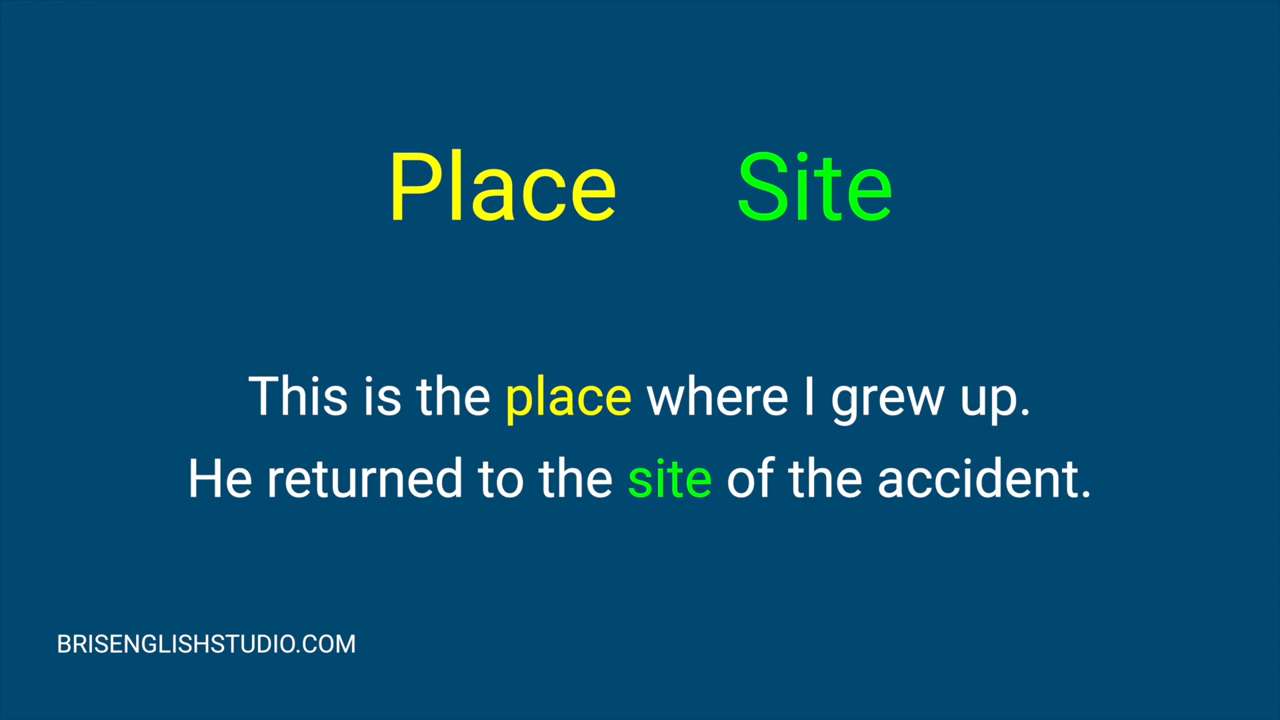 Place Site
This is the place where I grew up.
He returned to the site of the accident.
BRISENGLISHSTUDIO.COM